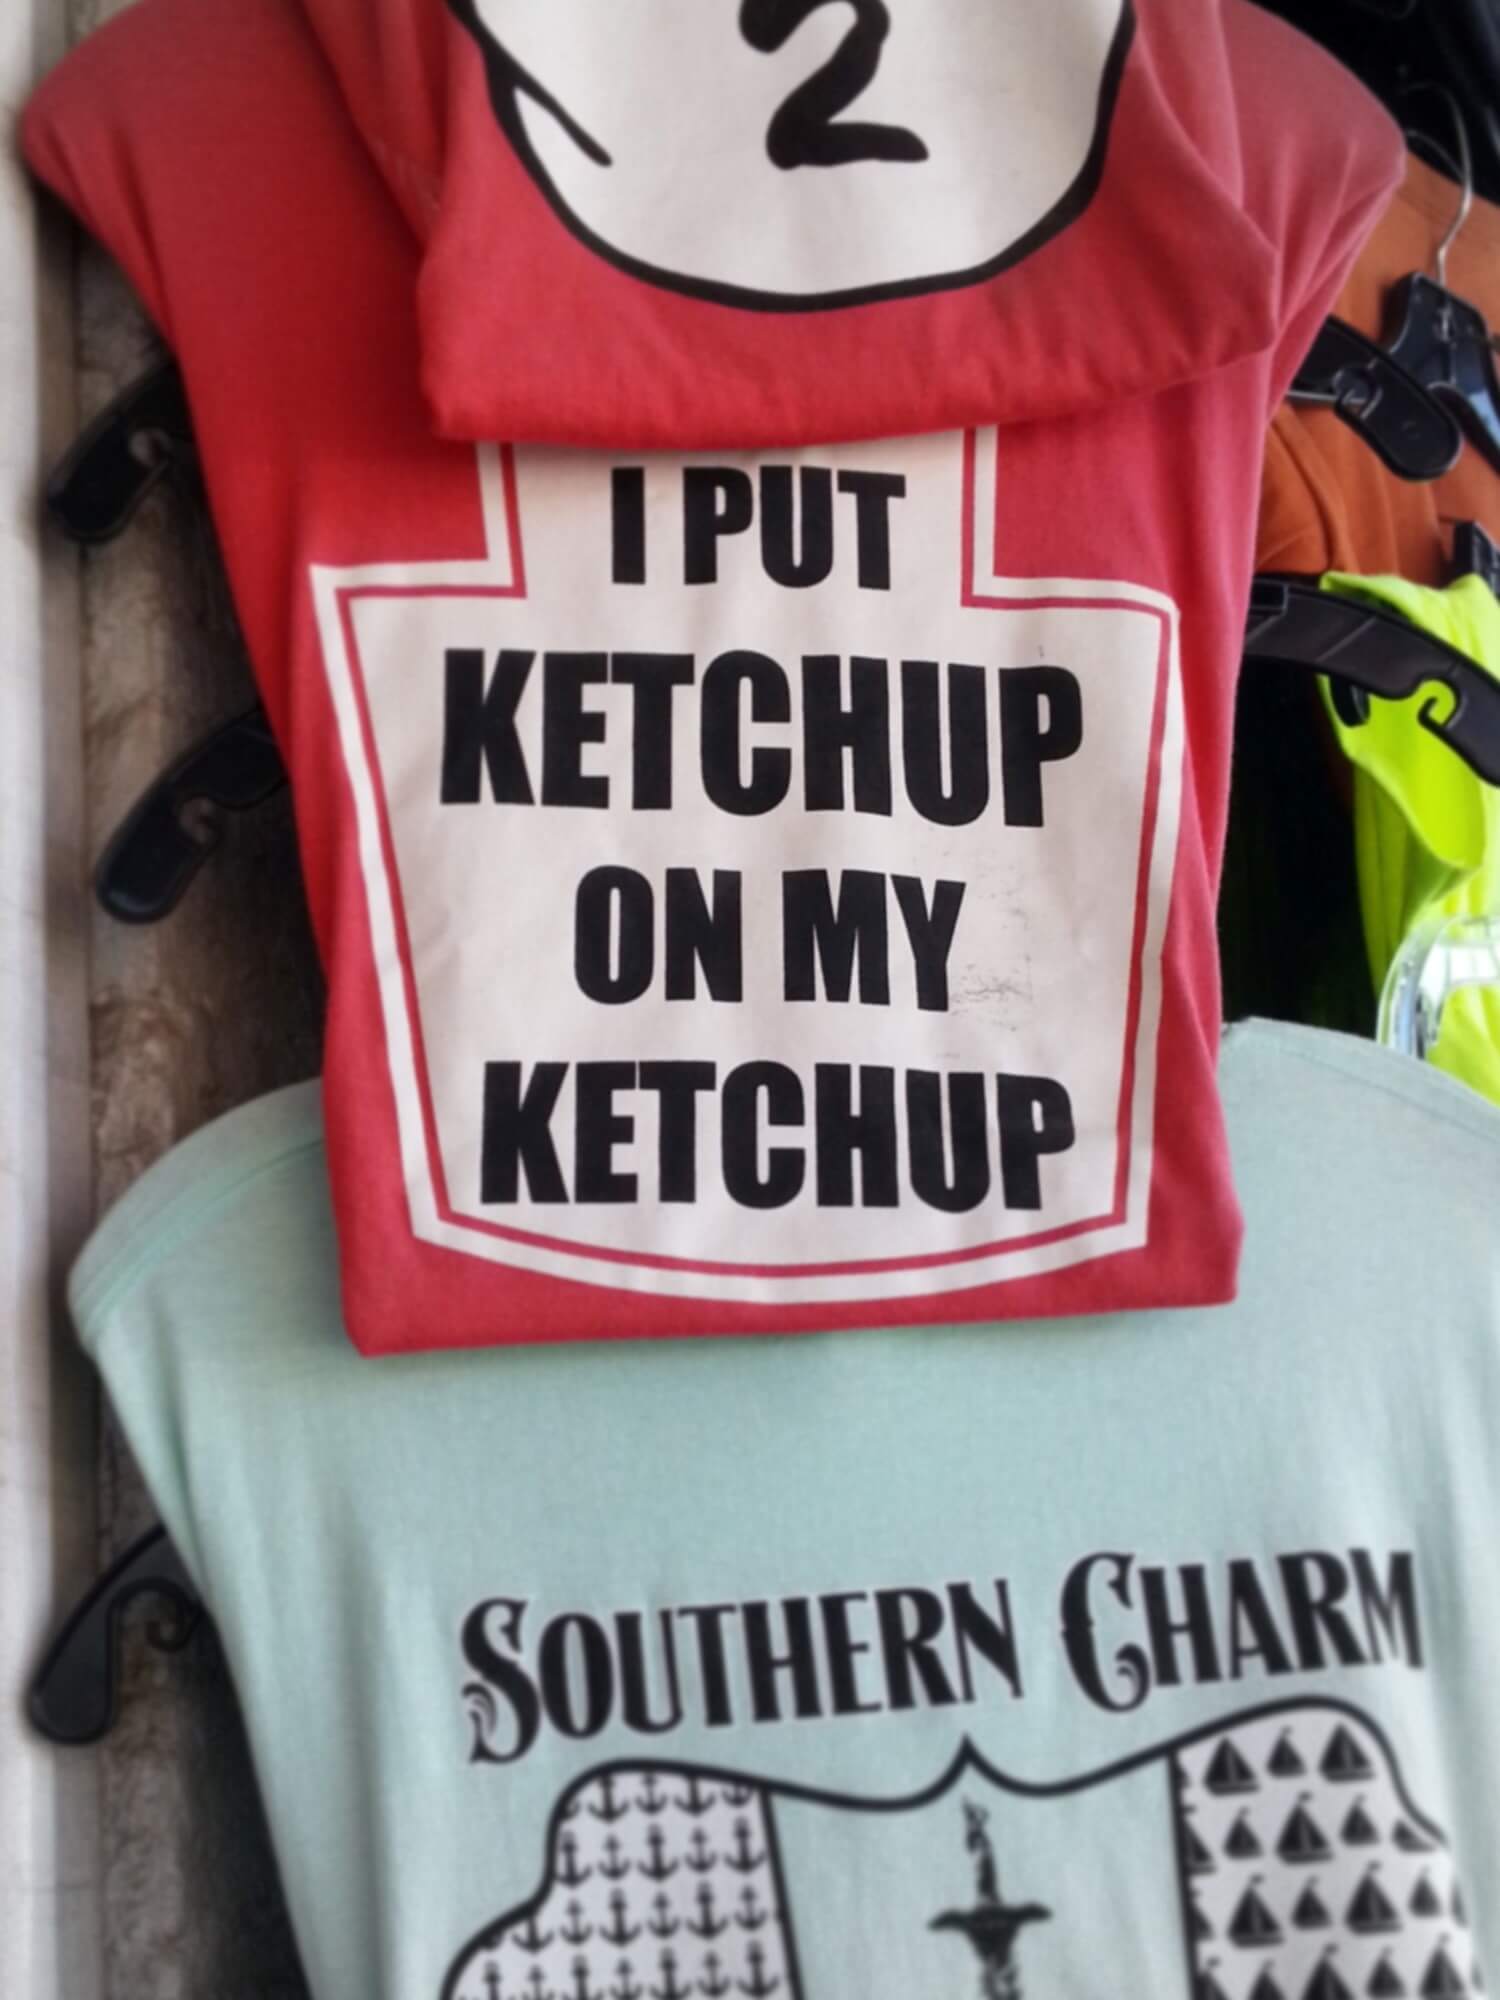 2
I PUT
KETCHUP
ON MY
KETCHUP
SOUTHERN CHARM